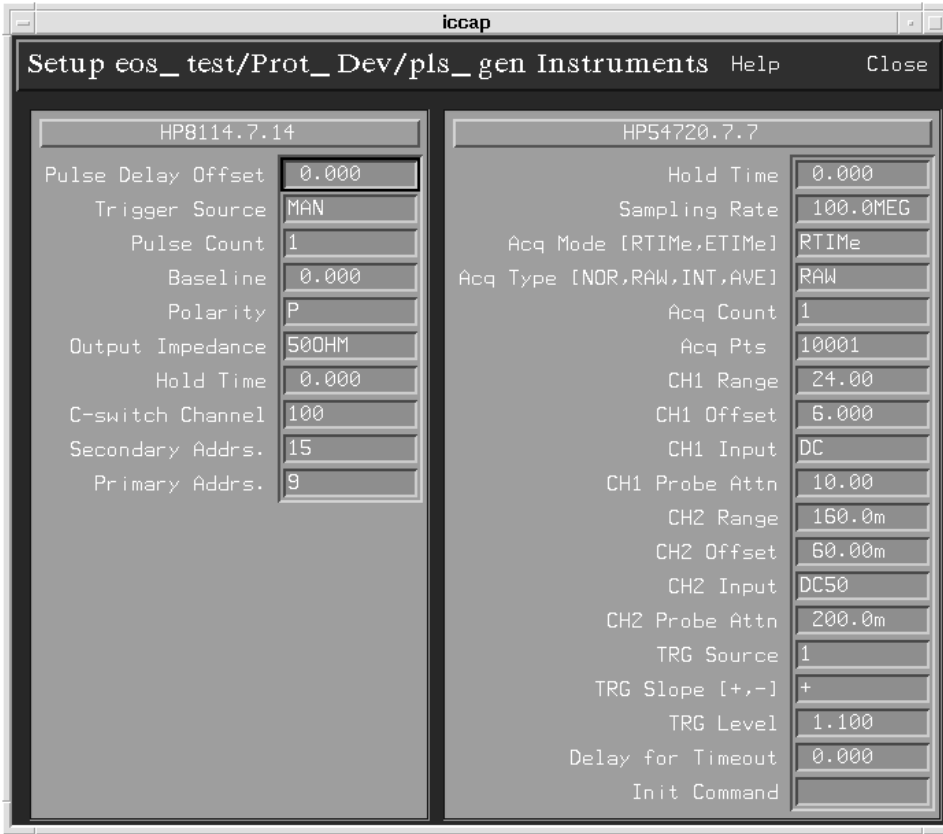 iccap
Setup eos_test/Prot_Dev/pls_gen Instruments Help Close
HP8114.7.14
Pulse Delay Offset 0.000
Trigger Source MAN
Pulse Count 1
Baseline 0.000
Polarity P
Output Impedance 50OHM
Hold Time 0.000
C-switch Channel 100
Secondary Addrs. 15
Primary Addrs. 9
HP54720.7.7
Hold Time 0.000
Sampling Rate 100.0MEG
Acq Mode [RTIMe,ETIMe] RTIMe
Acq Type [NOR,RAW,INT,AVE] RAW
Acq Count 1
Acq Pts 10001
CH1 Range 24.00
CH1 Offset 6.000
CH1 Input DC
CH1 Probe Attn 10.00
CH2 Range 160.0m
CH2 Offset 60.00m
CH2 Input DC50
CH2 Probe Attn 200.0m
TRG Source 1
TRG Slope [+,-] +
TRG Level 1.100
Delay for Timeout 0.000
Init Command